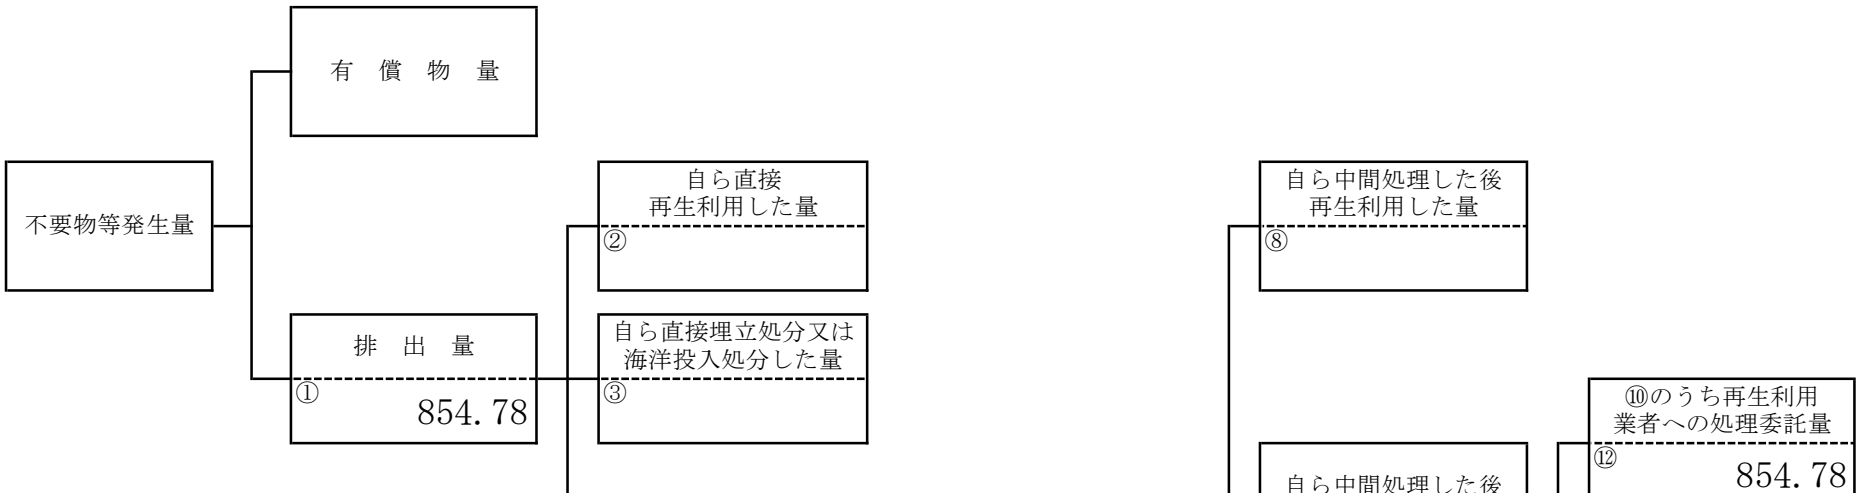 有　償　物　量
不要物等発生量
自ら直接
再生利用した量
②
自ら中間処理した後
再生利用した量
⑧
排　出　量
①
854.78
自ら直接埋立処分又は
海洋投入処分した量
③
⑩のうち再生利用
業者への処理委託量
⑫
854.78
自ら中間処理した後